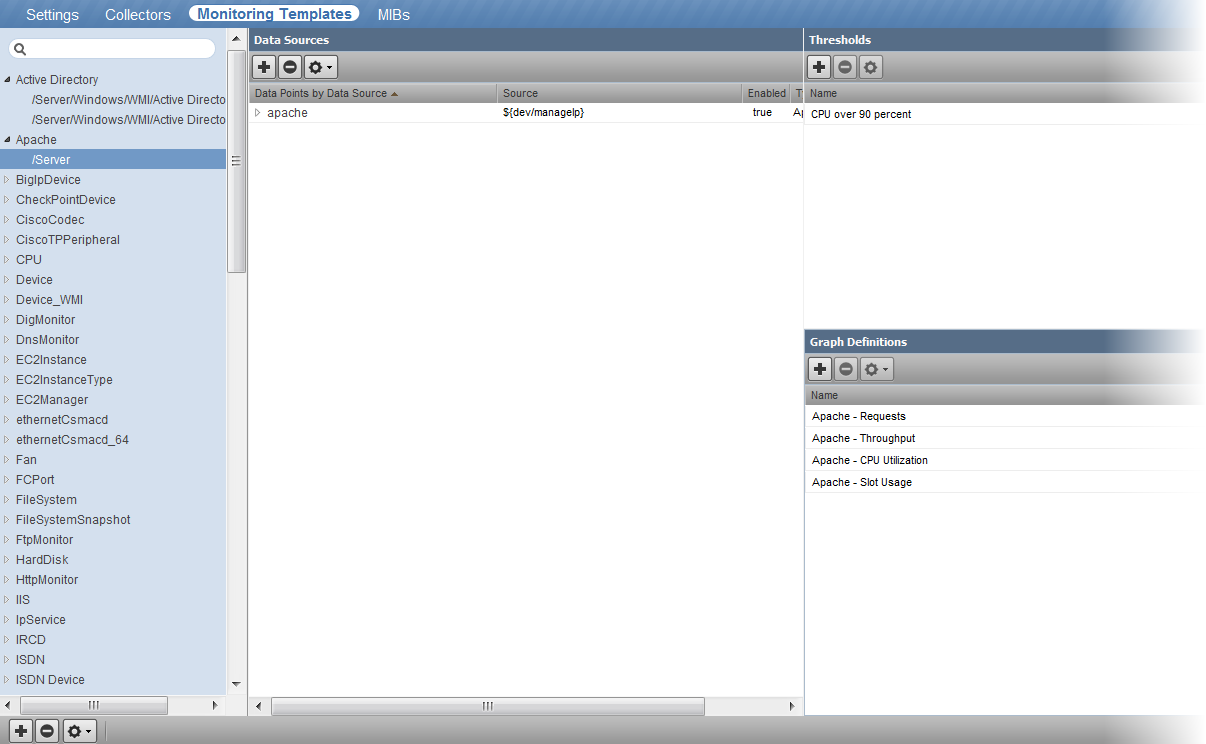 Settings Collectors Monitoring Templates MIBs
Active Directory
/Server/Windows/WMI/Active Directo
/Server/Windows/WMI/Active Directo
Apache
/Server
BigIpDevice
CheckPointDevice
CiscoCodec
CiscoTPPeripheral
CPU
Device
Device_WMI
DigMonitor
DnsMonitor
EC2Instance
EC2InstanceType
EC2Manager
ethernetCsmacd
ethernetCsmacd_64
Fan
FCPort
FileSystem
FileSystemSnapshot
FtpMonitor
HardDisk
HttpMonitor
IIS
IpService
IRCD
ISDN
ISDN Device
Data Sources
Data Points by Data Source Source Enabled T
apache ${dev/manageIp} true Ap
Thresholds
Name
CPU over 90 percent
Graph Definitions
Name
Apache - Requests
Apache - Throughput
Apache - CPU Utilization
Apache - Slot Usage